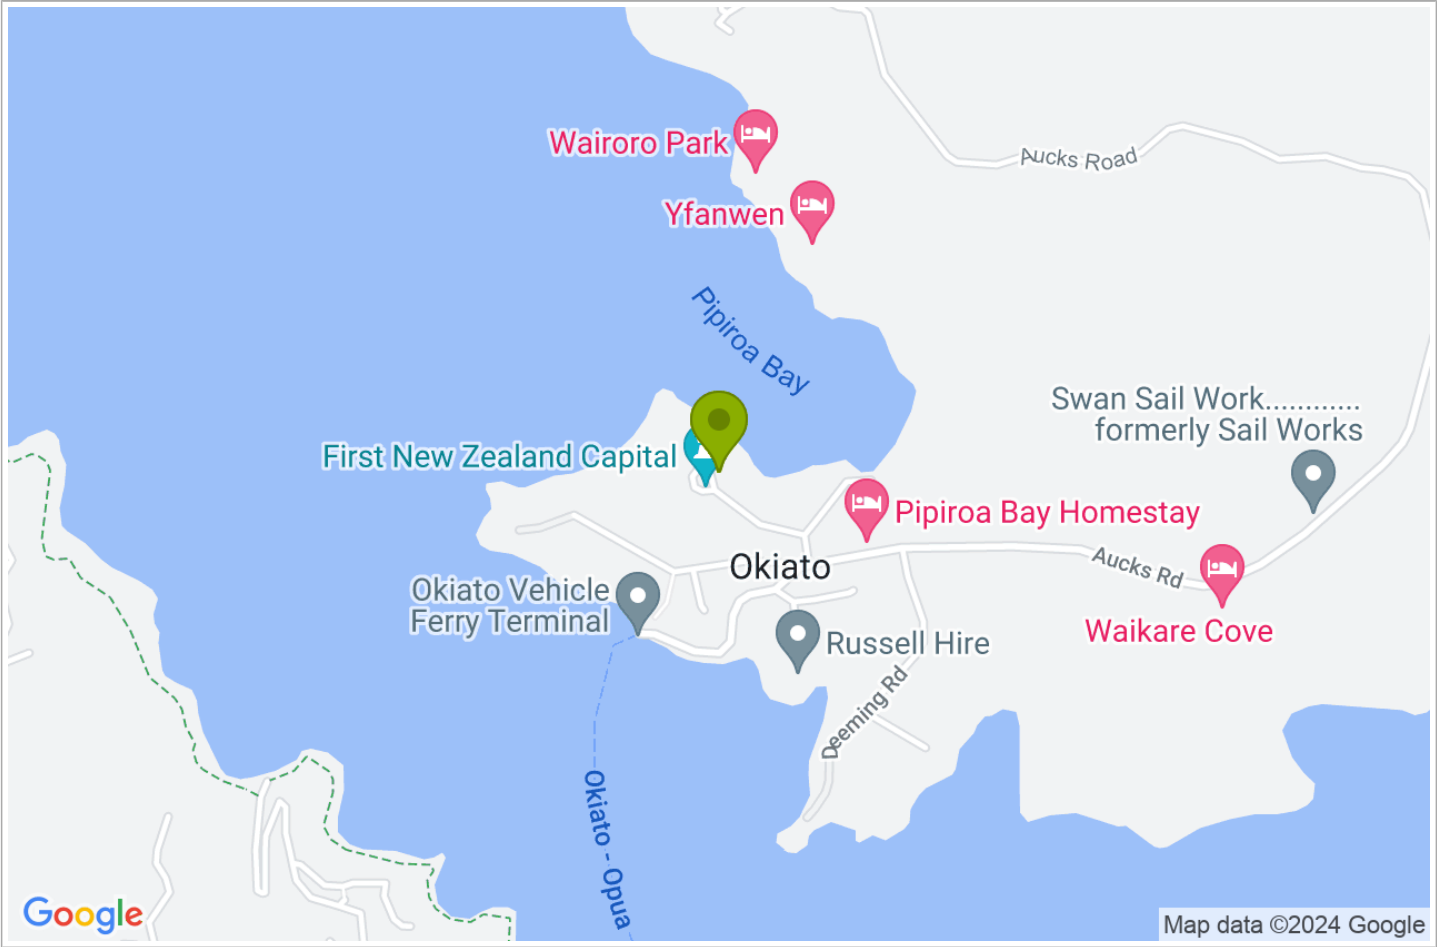 Wairoro Park
Aucks Road
Yfanwen
Pipiroa Bay
Swan Sail Work............
formerly Sail Works
First New Zealand Capital
Pipiroa Bay Homestay
Okiato
Aucks Rd
Okiato Vehicle
Ferry Terminal
Waikare Cove
Russell Hire
Deeming Rd
Okiato - Opua
Google
Map data ©2024 Google